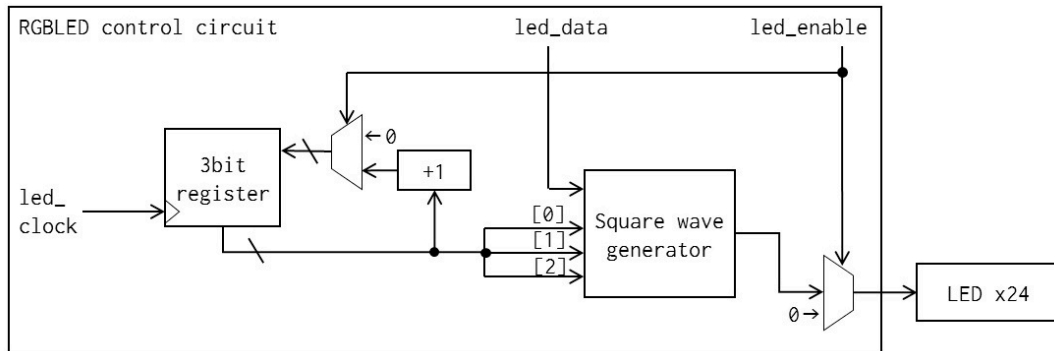 RGBLED control circuit
led_data
led_enable
0
3bit
register
+1
led_
clock
[0]
[1]
[2]
Square wave
generator
0
LED x24